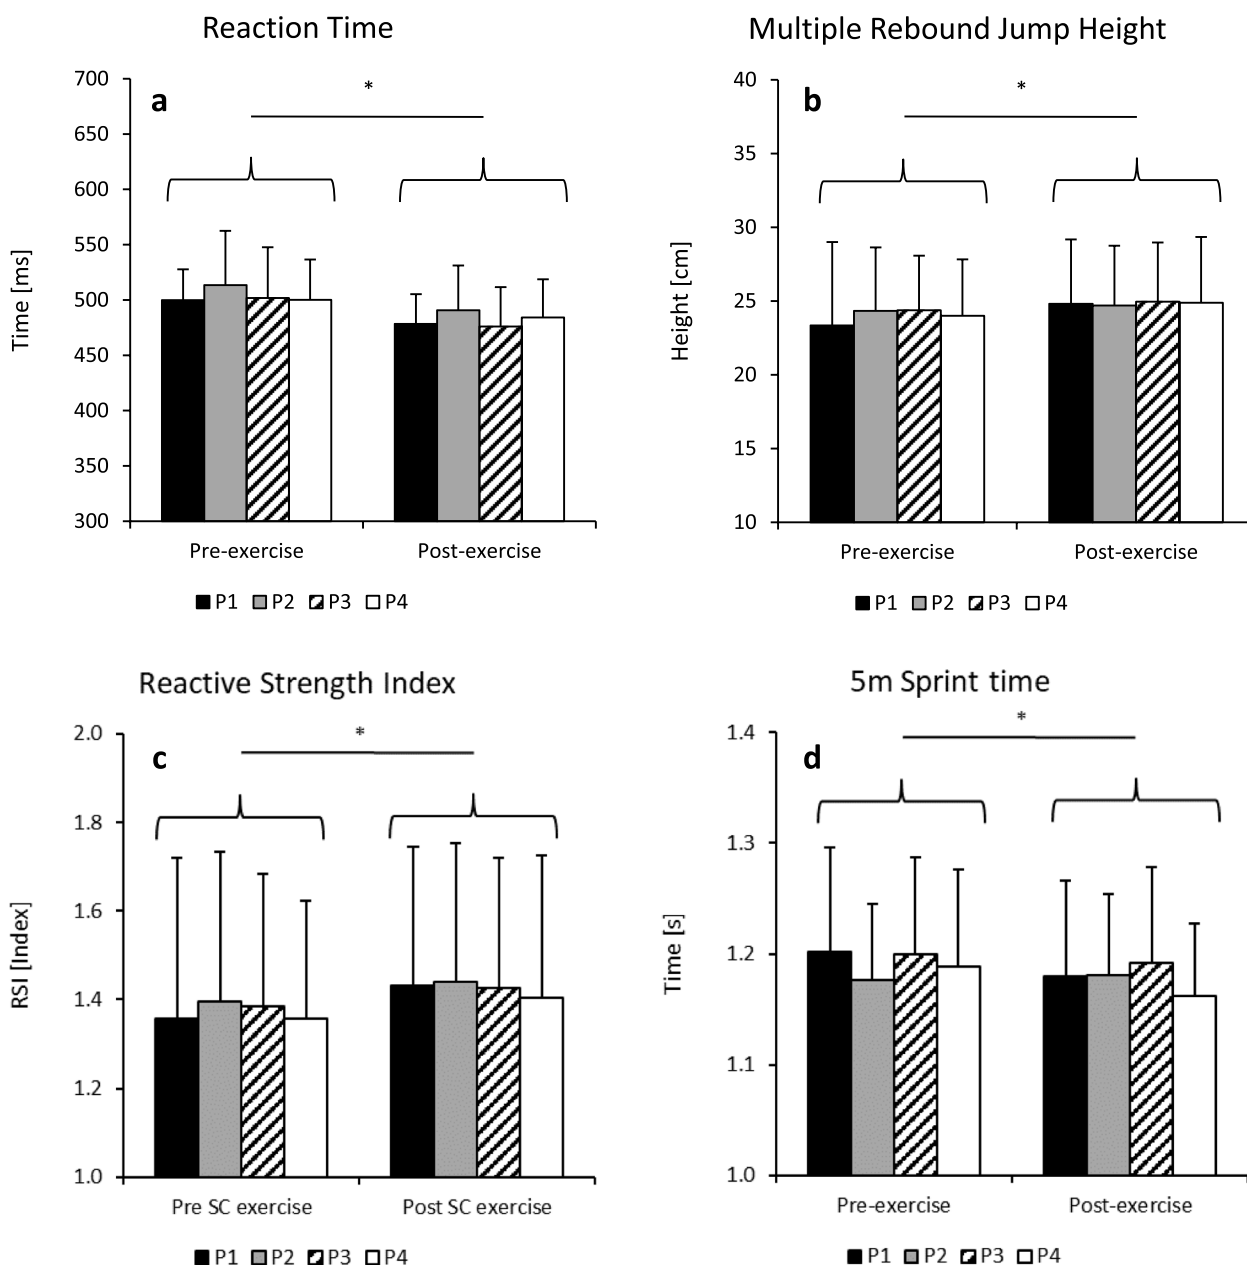 Reaction Time
a
*
700
650
600
550
500
450
400
350
300
Time [ms]
Pre-exercise Post-exercise
P1 P2 P3 P4
Multiple Rebound Jump Height
b
*
40
35
30
25
20
15
10
Height [cm]
Pre-exercise Post-exercise
P1 P2 P3 P4
Reactive Strength Index
c
*
2.0
1.8
1.6
1.4
1.2
1.0
RSI [Index]
Pre SC exercise Post SC exercise
P1 P2 P3 P4
5m Sprint time
d
*
1.4
1.3
1.2
1.1
1.0
Time [s]
Pre-exercise Post-exercise
P1 P2 P3 P4